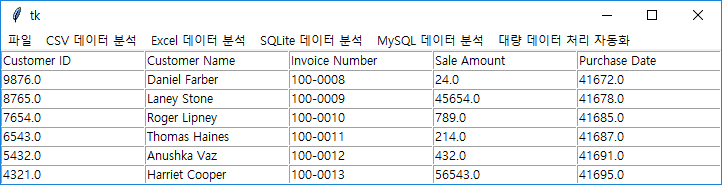 tk
파일 CSV 데이터 분석 Excel 데이터 분석 SQLite 데이터 분석 MySQL 데이터 분석 대량 데이터 처리 자동화
Customer ID Customer Name Invoice Number Sale Amount Purchase Date
9876.0 Daniel Farber 100-0008 24.0 41672.0
8765.0 Laney Stone 100-0009 45654.0 41678.0
7654.0 Roger Lipney 100-0010 789.0 41685.0
6543.0 Thomas Haines 100-0011 214.0 41687.0
5432.0 Anushka Vaz 100-0012 432.0 41691.0
4321.0 Harriet Cooper 100-0013 56543.0 41695.0